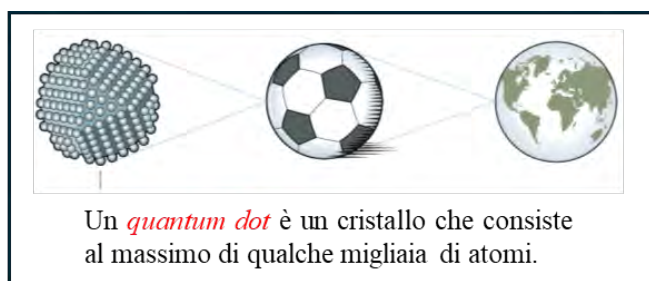 Un quantum dot è un cristallo che consiste
al massimo di qualche migliaia di atomi.